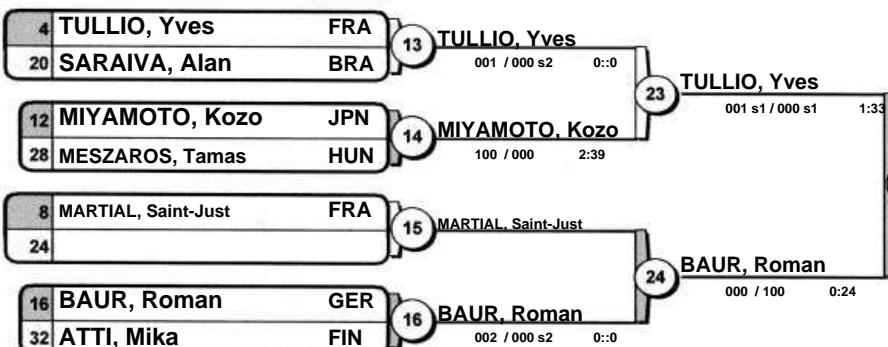 4 TULLIO, Yves FRA
20 SARAIVA, Alan BRA
13 TULLIO, Yves
001 / 000 s2 0::0
12 MIYAMOTO, Kozo JPN
28 MESZAROS, Tamas HUN
14 MIYAMOTO, Kozo
100 / 000 2:39
23 TULLIO, Yves
001 s1 / 000 s1 1:33
8 MARTIAL, Saint-Just FRA
24
15 MARTIAL, Saint-Just
16 BAUR, Roman GER
32 ATTI, Mika FIN
16 BAUR, Roman
002 / 000 s2 0::0
24 BAUR, Roman
000 / 100 0:24